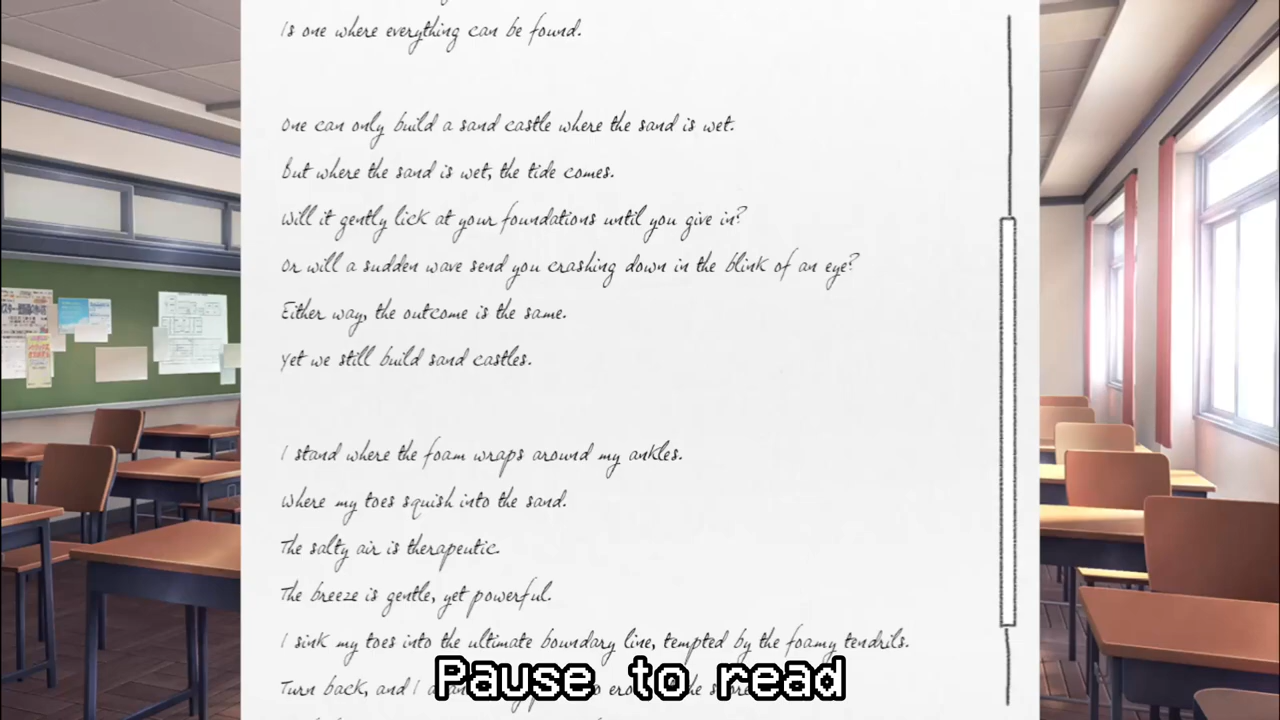 Is one where everything can be found.
One can only build a sand castle where the sand is wet.
But where the sand is wet, the tide comes.
Will it gently lick at your foundations until you give in?
Or will a sudden wave send you crashing down in the blink of an eye?
Either way, the outcome is the same.
Yet we still build sand castles.
I stand where the foam wraps around my ankles.
Where my toes squish into the sand.
The salty air is therapeutic.
The breeze is gentle, yet powerful.
I sink my toes into the ultimate boundary line, tempted by the foamy tendrils.
Turn back, and I
Pause to read